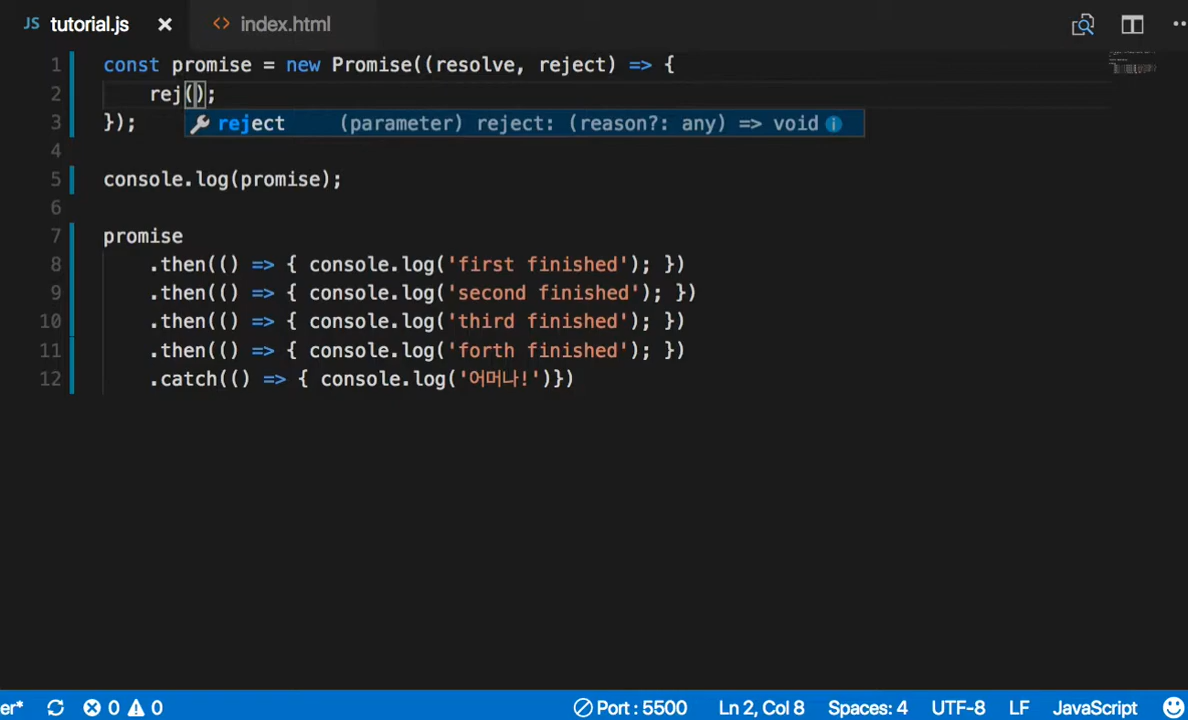 JS tutorial.js × <> index.html
1 const promise = new Promise((resolve, reject) => {
2 rej();
3 });
reject (parameter) reject: (reason?: any) => void
4
5 console.log(promise);
6
7 promise
8 .then(() => { console.log('first finished'); })
9 .then(() => { console.log('second finished'); })
10 .then(() => { console.log('third finished'); })
11 .then(() => { console.log('forth finished'); })
12 .catch(() => { console.log('어머나!')})
er* 0 0 Port : 5500 Ln 2, Col 8 Spaces: 4 UTF-8 LF JavaScript